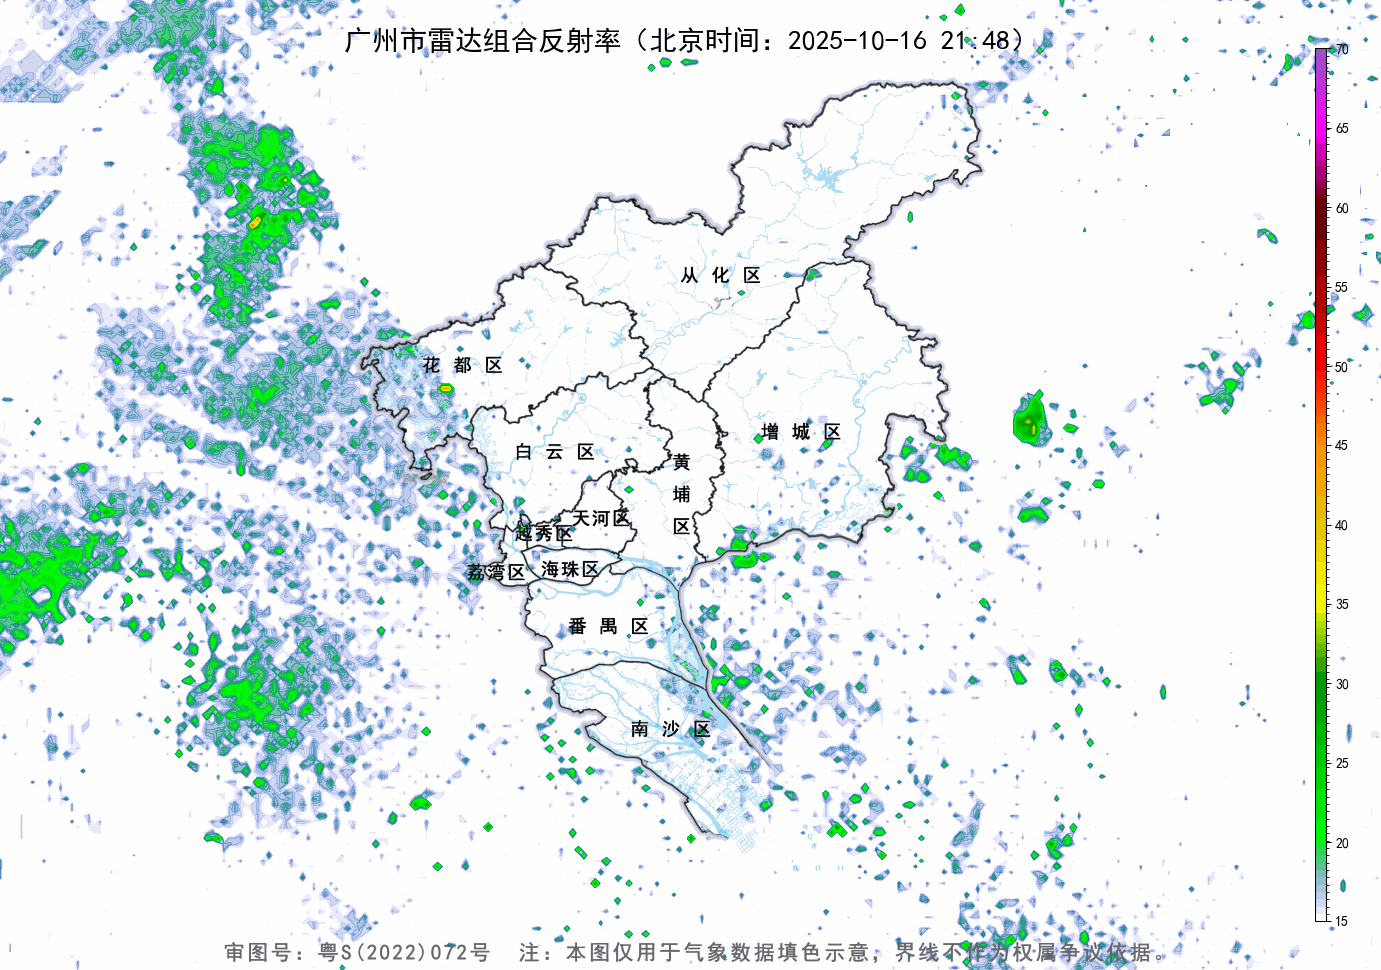 广州市雷达组合反射率（北京时间：2025-10-16 21:48）
70
65
60
55
50
45
40
35
30
25
20
15
从化区
花都区
增城区
白云区
黄埔区
天河区
越秀区
荔湾区
海珠区
番禺区
南沙区
审图号：粤S(2022)072号 注：本图仅用于气象数据填色示意，界线不作为权属争议依据。